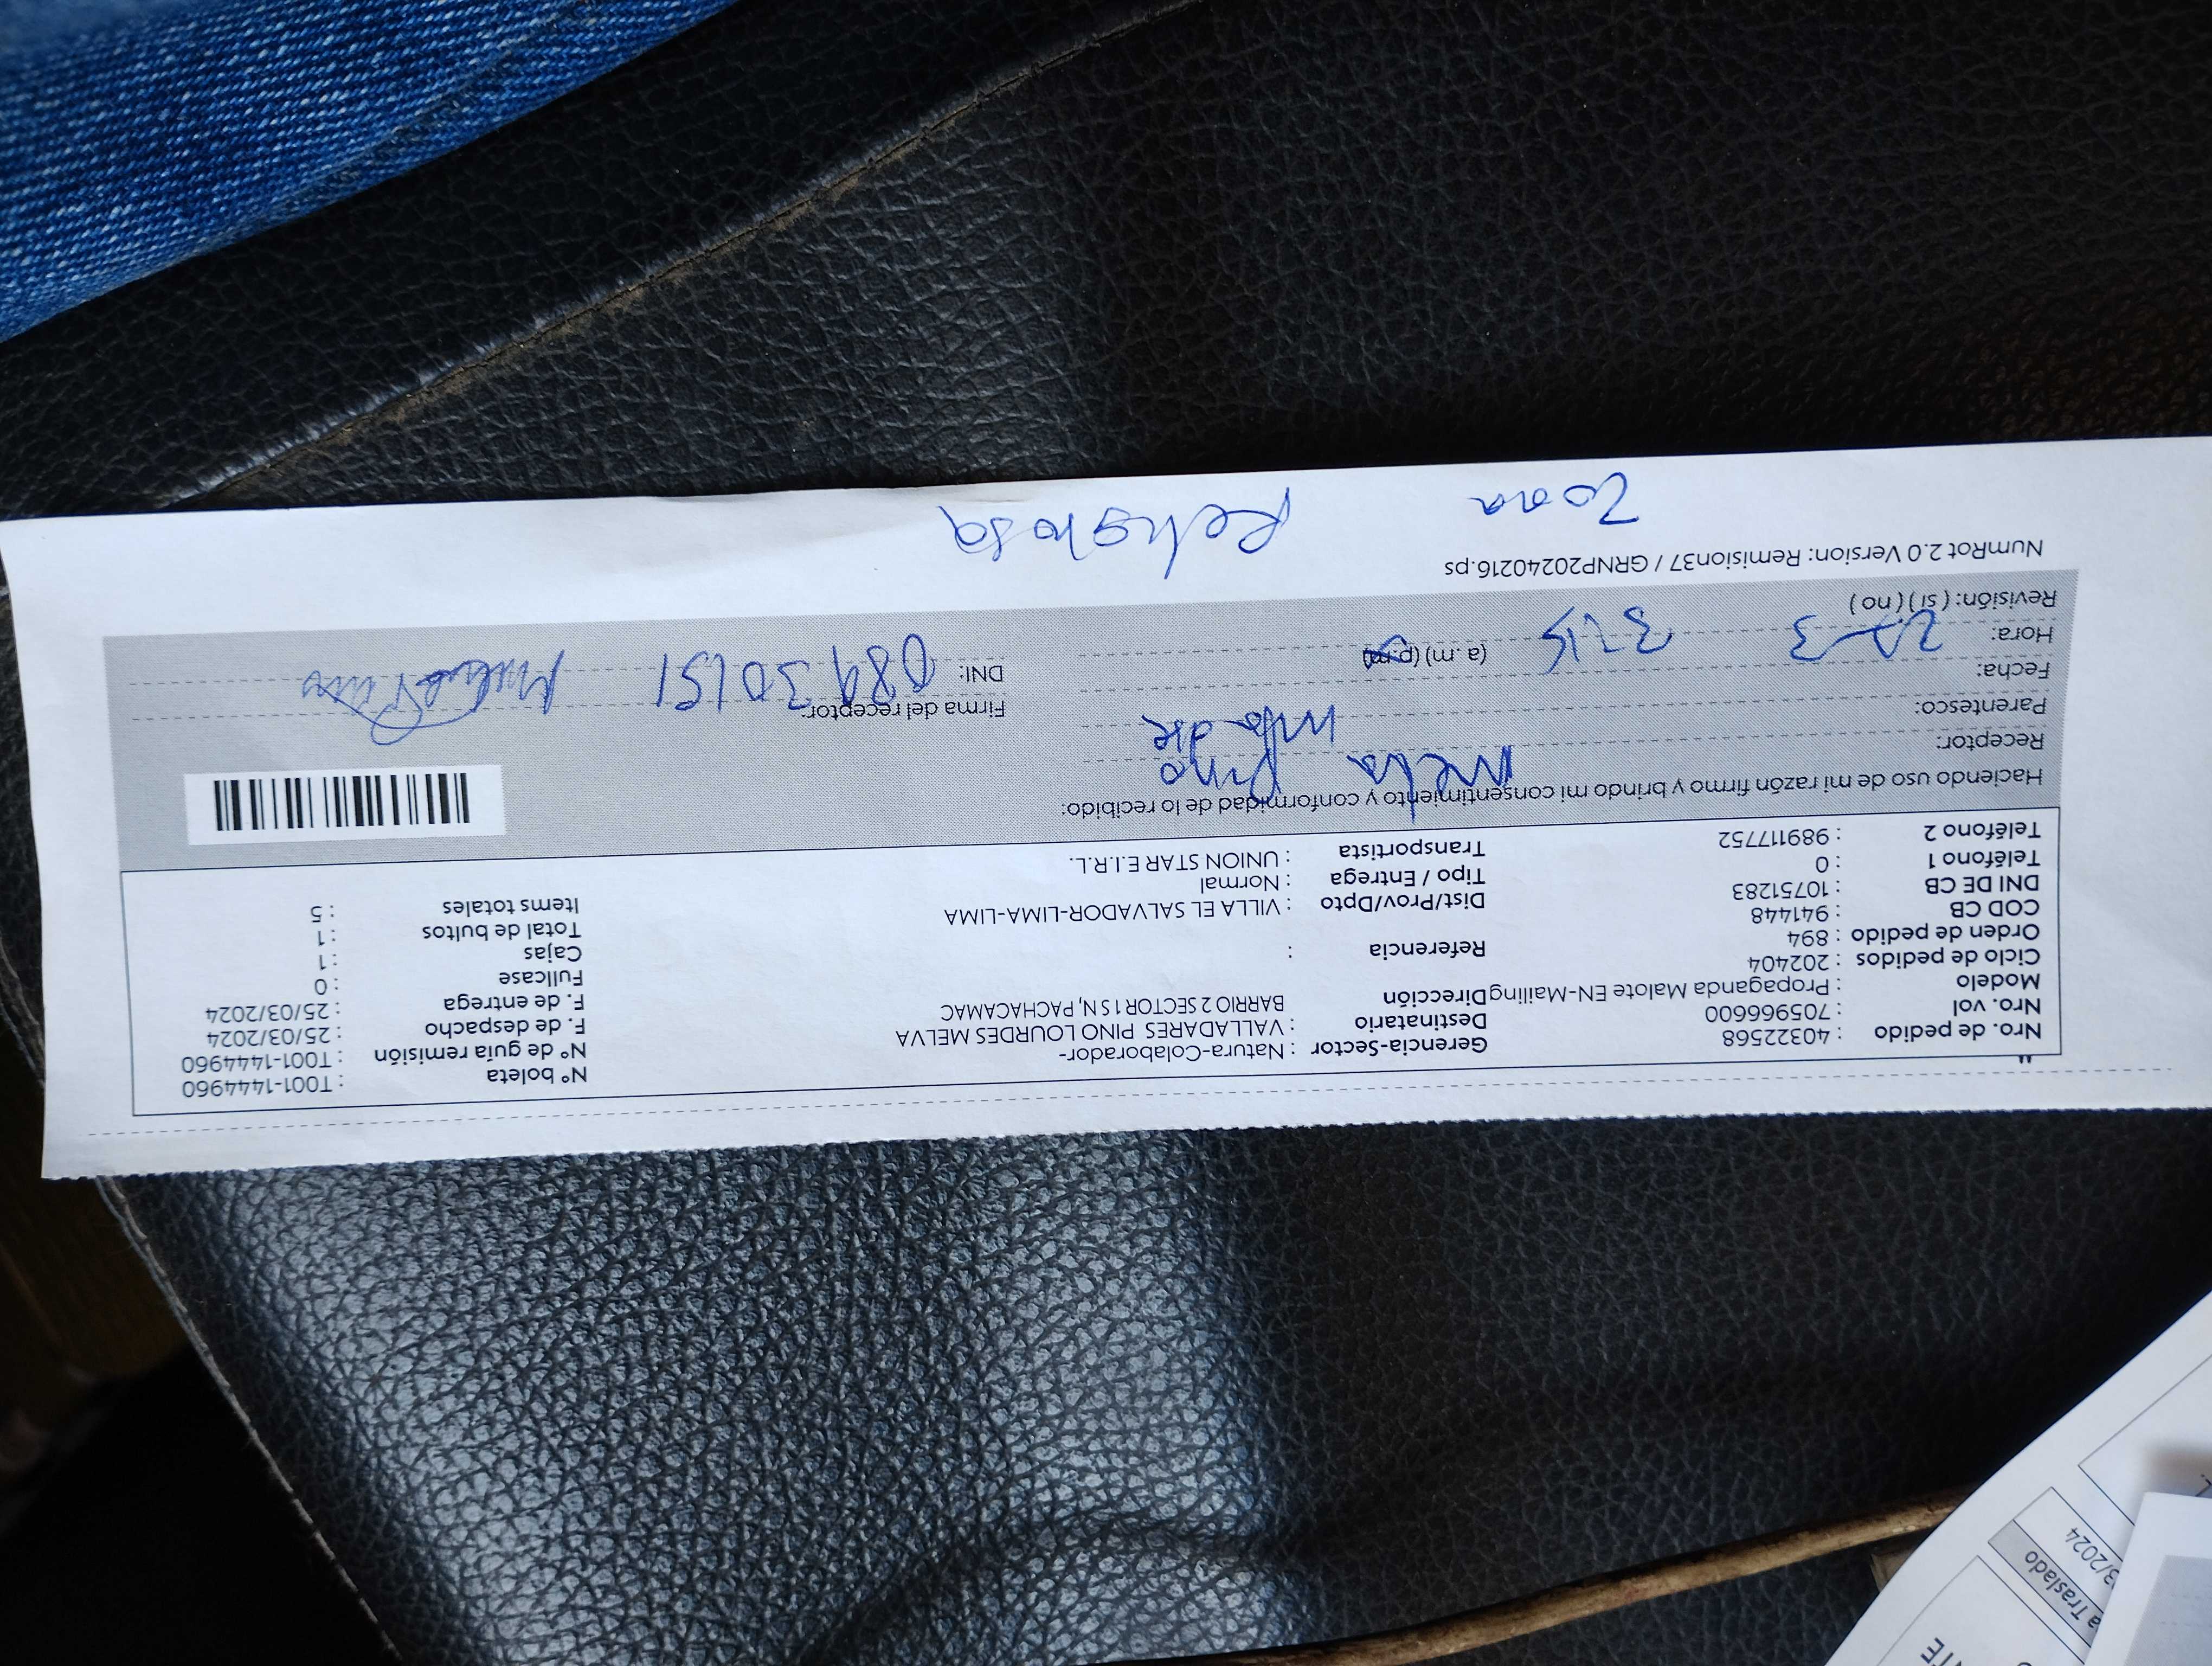 Nro. de pedido : 40322568 Gerencia-Sector : Natura-Colaborador- N° boleta : T001-1444960
Nro. vol : 705966600 Destinatario : VALLADARES PINO LOURDES MELVA N° de guía remisión : T001-1444960
Modelo : Propaganda Malote EN-Mailing Dirección BARRIO 2 SECTOR 1 S N, PACHACAMAC F. de despacho : 25/03/2024
Ciclo de pedidos : 202404 F. de entrega : 25/03/2024
Orden de pedido : 894 Referencia : Fullcase : 0
COD CB : 941448 Cajas : 1
DNI DE CB : 10751283 Dist/Prov/Dpto : VILLA EL SALVADOR-LIMA-LIMA Total de bultos : 1
Teléfono 1 : 0 Tipo / Entrega : Normal Items totales : 5
Teléfono 2 : 989117752 Transportista : UNION STAR E.I.R.L.
Haciendo uso de mi razón firmo y brindo mi consentimiento y conformidad de lo recibido:
Receptor: Pino
Parentesco: Firma del receptor:
Fecha: DNI: 08930151
Hora: 3 (a .m) (p.m)
Revisión: ( si ) ( no )
NumRot 2.0 Version: Remision37 / GRNP20240216.ps
Zona
Traslado
3/2024